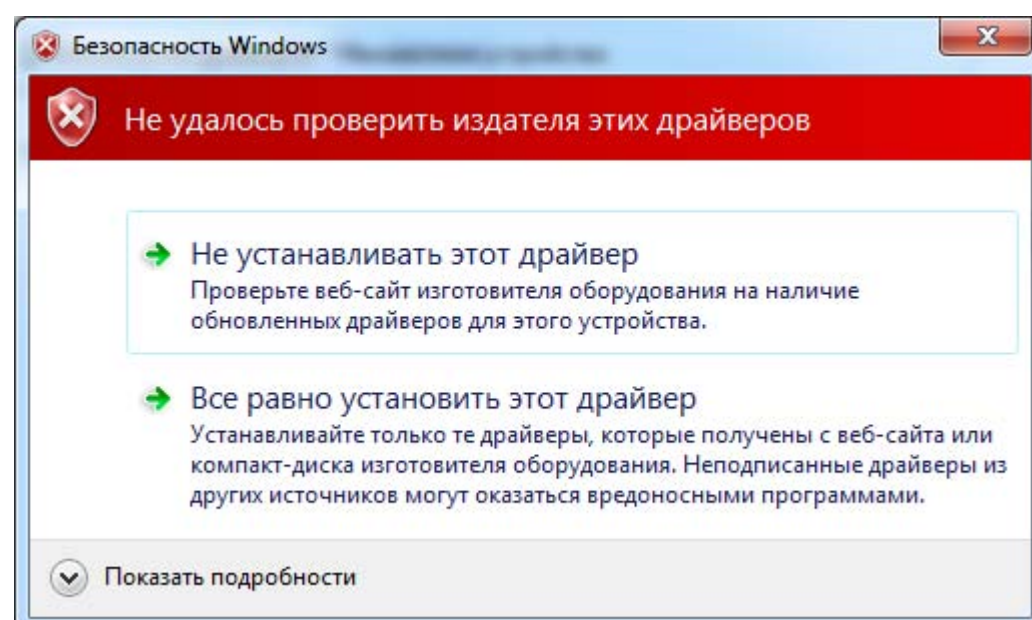 Безопасность Windows
Не удалось проверить издателя этих драйверов
Не устанавливать этот драйвер
Проверьте веб-сайт изготовителя оборудования на наличие
обновленных драйверов для этого устройства.
Все равно установить этот драйвер
Устанавливайте только те драйверы, которые получены с веб-сайта или
компакт-диска изготовителя оборудования. Неподписанные драйверы из
других источников могут оказаться вредоносными программами.
Показать подробности